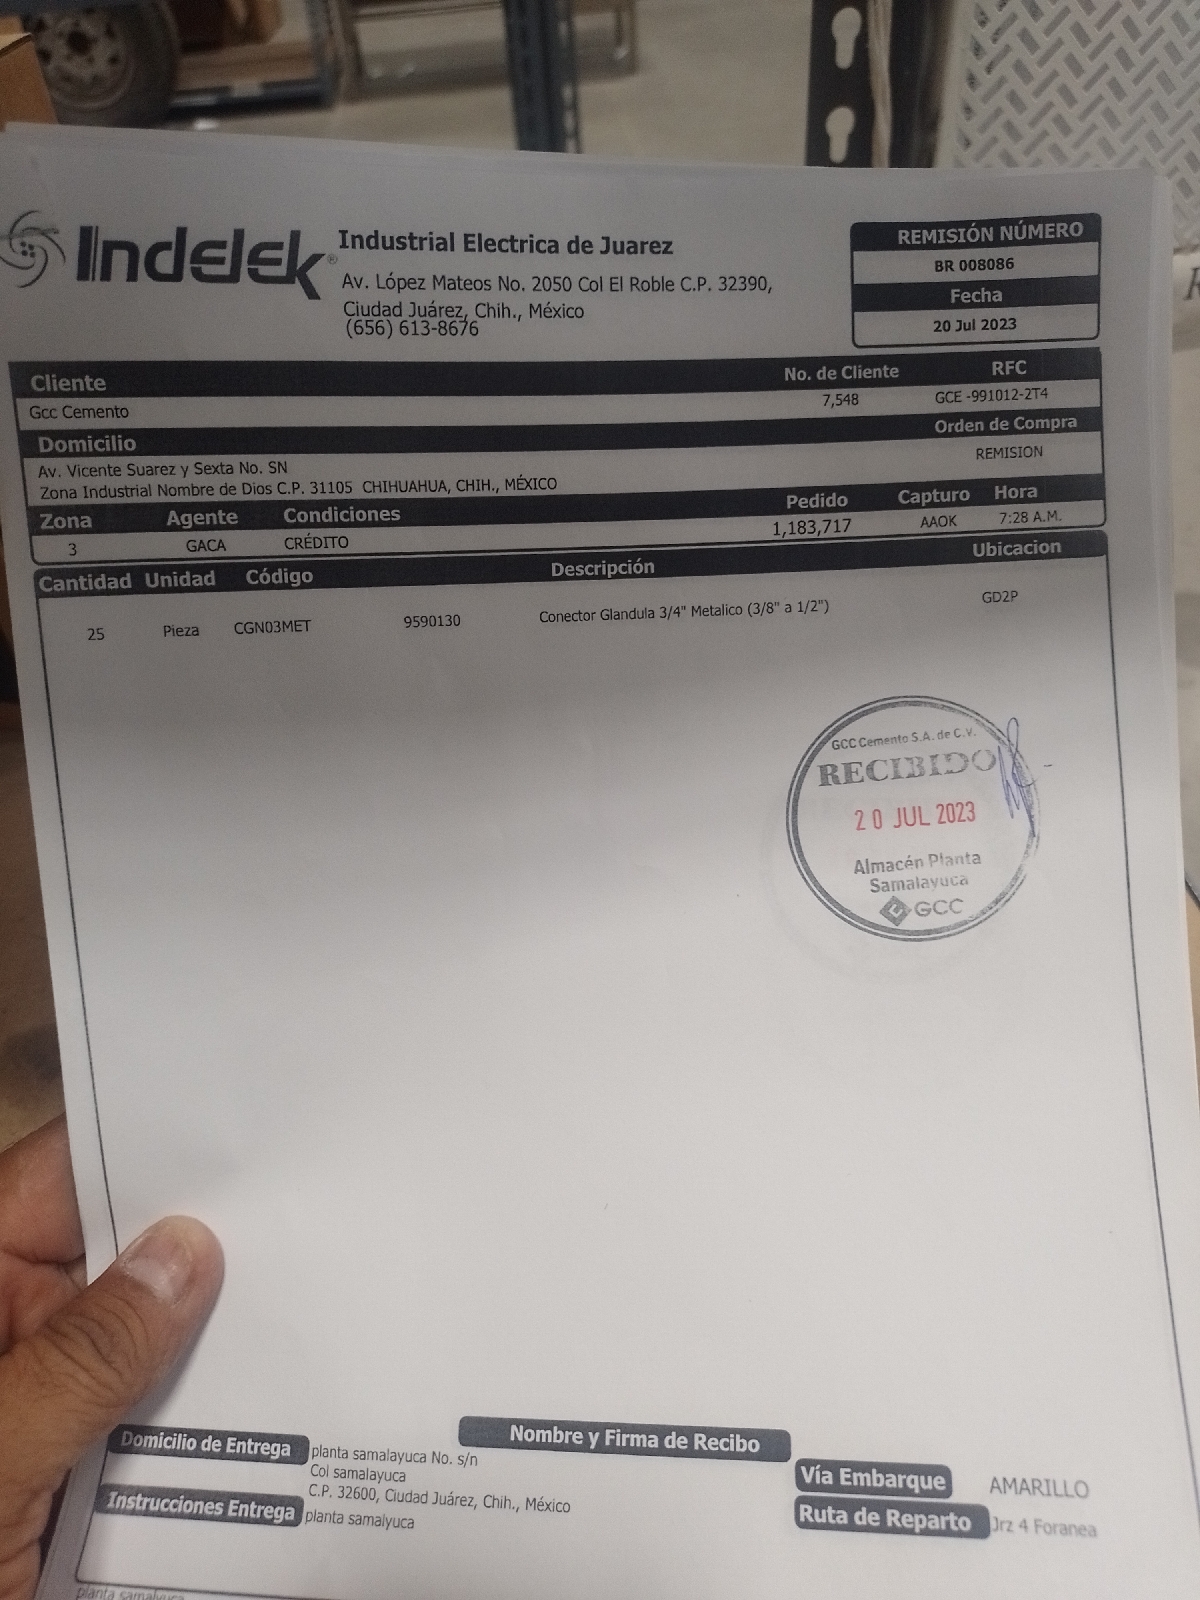 Indelek®
Industrial Electrica de Juarez
Av. López Mateos No. 2050 Col El Roble C.P. 32390,
Ciudad Juárez, Chih., México
(656) 613-8676
REMISIÓN NÚMERO
BR 008086
Fecha
20 Jul 2023
Cliente No. de Cliente RFC
Gcc Cemento 7,548 GCE -991012-2T4
Domicilio Orden de Compra
Av. Vicente Suarez y Sexta No. SN REMISION
Zona Industrial Nombre de Dios C.P. 31105 CHIHUAHUA, CHIH., MÉXICO
Zona Agente Condiciones Pedido Capturo Hora
3 GACA CRÉDITO 1,183,717 AAOK 7:28 A.M.
Cantidad Unidad Código Descripción Ubicacion
25 Pieza CGN03MET 9590130 Conector Glandula 3/4" Metalico (3/8" a 1/2") GD2P
GCC Cemento S.A. de C.V.
RECIBIDO
20 JUL 2023
Almacén Planta
Samalayuca
GCC
Nombre y Firma de Recibo
Domicilio de Entrega planta samalayuca No. s/n
Col samalayuca
C.P. 32600, Ciudad Juárez, Chih., México
Instrucciones Entrega planta samalyuca
Vía Embarque AMARILLO
Ruta de Reparto Jrz 4 Foranea
planta samalyuca